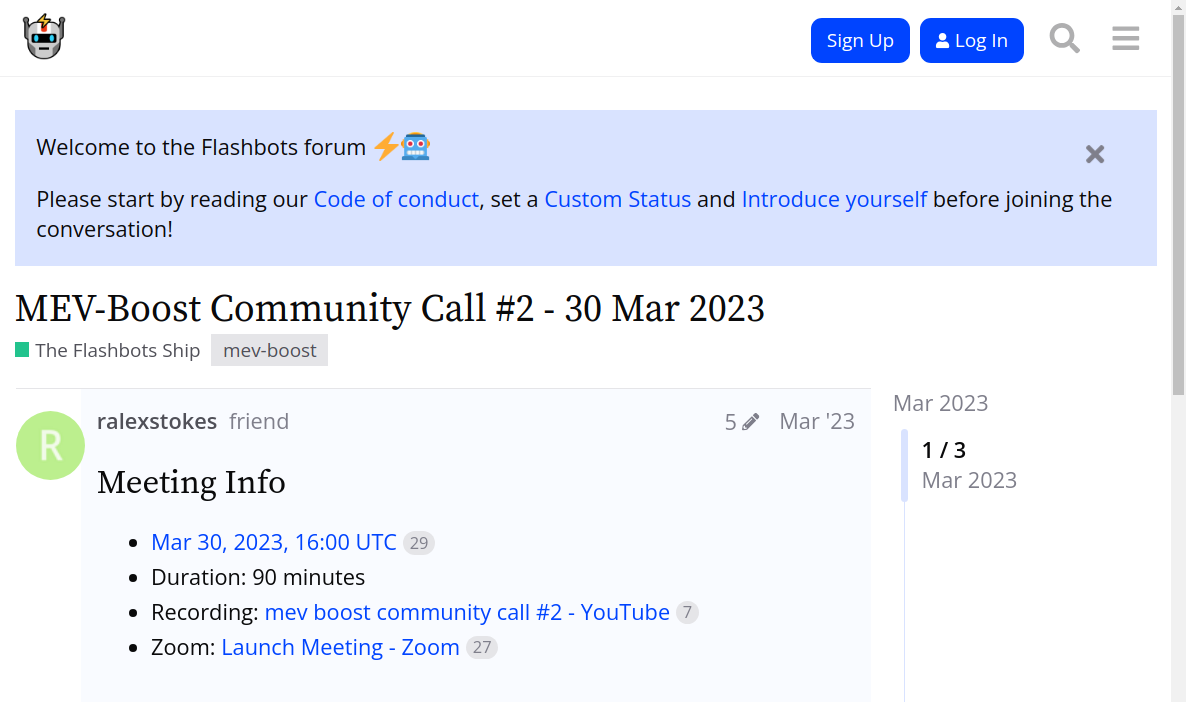 Sign Up
Log In
Welcome to the Flashbots forum
Please start by reading our Code of conduct, set a Custom Status and Introduce yourself before joining the
conversation!
MEV-Boost Community Call #2 - 30 Mar 2023
The Flashbots Ship mev-boost
R
ralexstokes friend 5 Mar '23
Meeting Info
Mar 30, 2023, 16:00 UTC 29
Duration: 90 minutes
Recording: mev boost community call #2 - YouTube 7
Zoom: Launch Meeting - Zoom 27
Mar 2023
1 / 3
Mar 2023